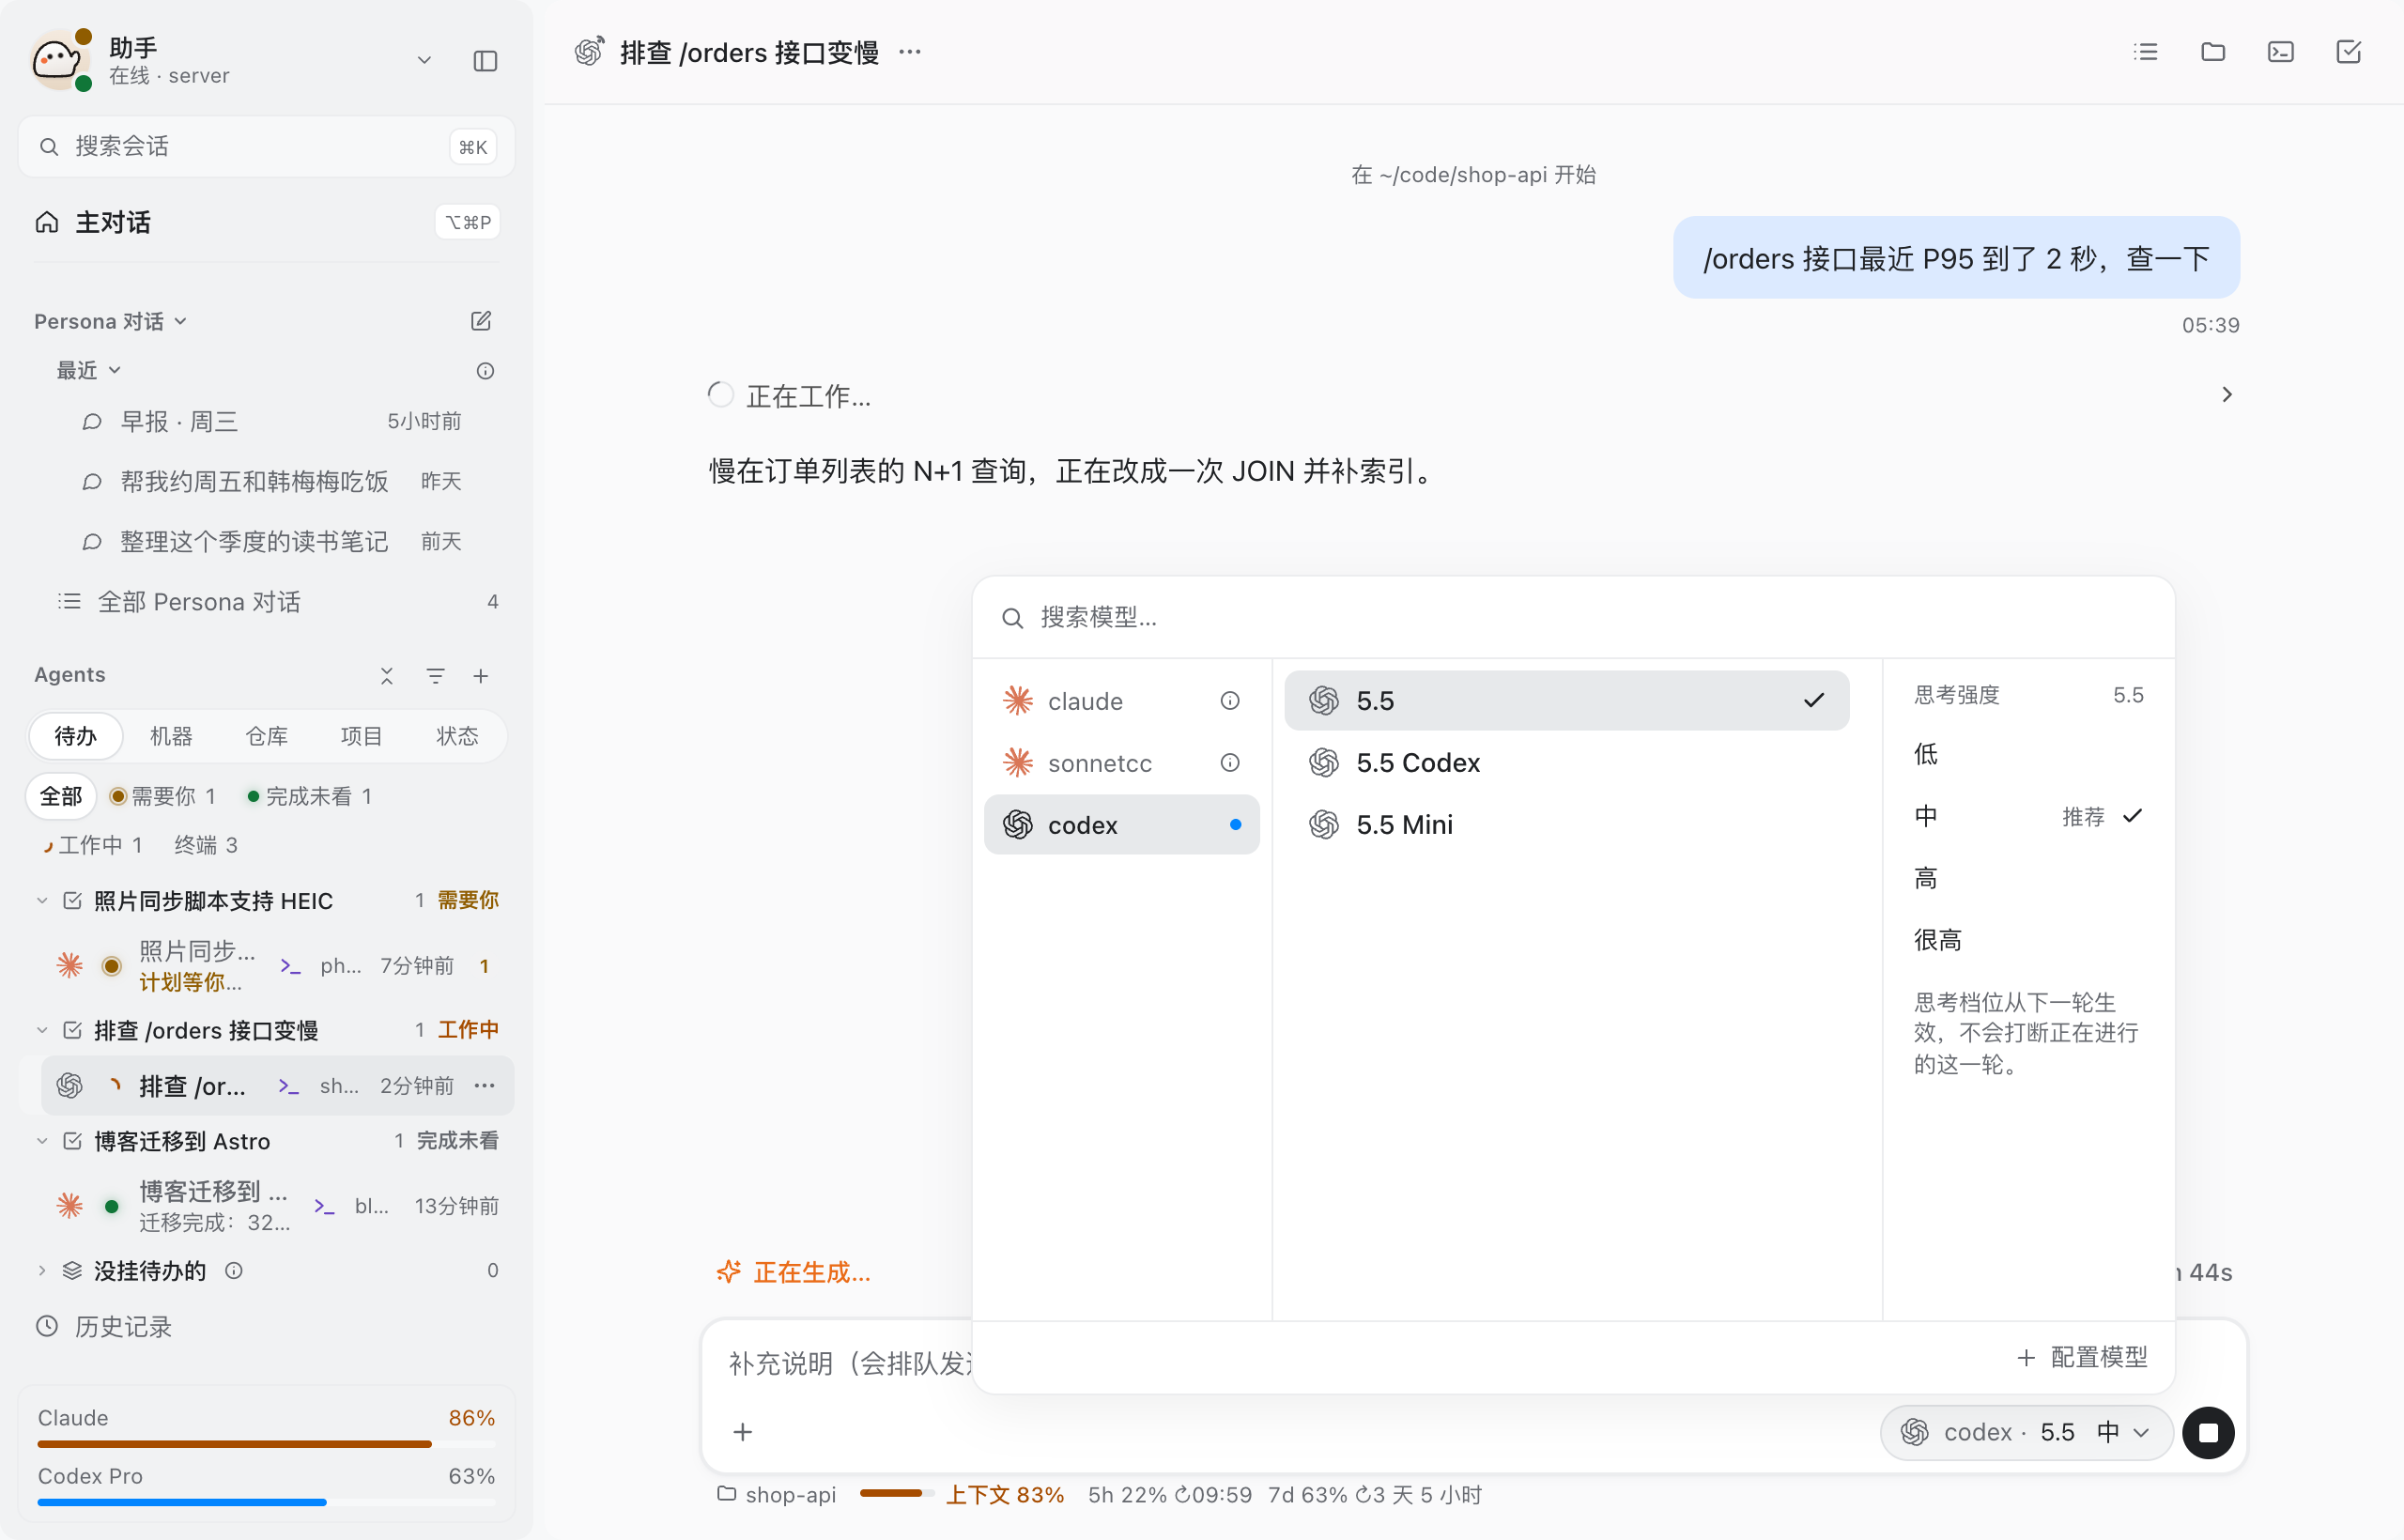 助手
在线 · server
搜索会话 ⌘K
主对话 ⌥⌘P
Persona 对话
最近
早报 · 周三 5小时前
帮我约周五和韩梅梅吃饭 昨天
整理这个季度的读书笔记 前天
全部 Persona 对话 4
Agents
待办 机器 仓库 项目 状态
全部 需要你 1 完成未看 1
工作中 1 终端 3
照片同步脚本支持 HEIC 1 需要你
照片同步... ph... 7分钟前 1
计划等你...
排查 /orders 接口变慢 1 工作中
排查 /or... sh... 2分钟前
博客迁移到 Astro 1 完成未看
博客迁移到 ... bl... 13分钟前
迁移完成：32...
没挂待办的 0
历史记录
Claude 86%
Codex Pro 63%
排查 /orders 接口变慢
在 ~/code/shop-api 开始
/orders 接口最近 P95 到了 2 秒，查一下
05:39
正在工作...
慢在订单列表的 N+1 查询，正在改成一次 JOIN 并补索引。
搜索模型...
claude
sonnetcc
codex
5.5
5.5 Codex
5.5 Mini
思考强度 5.5
低
中 推荐
高
很高
思考档位从下一轮生
效，不会打断正在进行
的这一轮。
配置模型
正在生成... 44s
补充说明（会排队发
codex · 5.5 中
shop-api 上下文 83% 5h 22% 09:59 7d 63% 3 天 5 小时